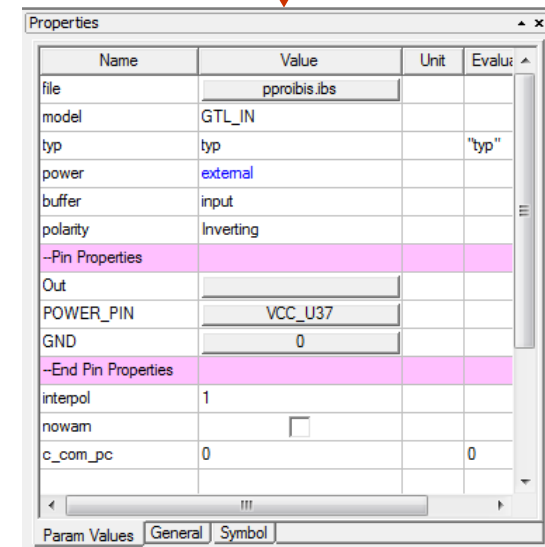 Properties
Name Value Unit Evalua
file pproibis.ibs
model GTL_IN
typ typ "typ"
power external
buffer input
polarity Inverting
--Pin Properties
Out
POWER_PIN VCC_U37
GND 0
--End Pin Properties
interpol 1
nowarn
c_com_pc 0 0
Param Values General Symbol